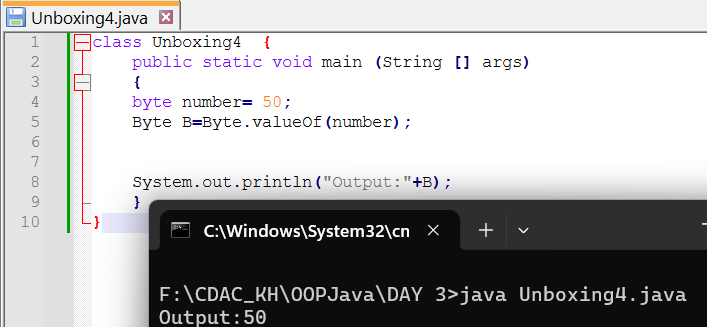 Unboxing4.java
1 class Unboxing4  {
2     public static void main (String [] args)
3     {
4     byte number= 50;
5     Byte B=Byte.valueOf(number);
6
7
8     System.out.println("Output:"+B);
9     }
10 }
C:\Windows\System32\cn
F:\CDAC_KH\OOPJava\DAY 3>java Unboxing4.java
Output:50